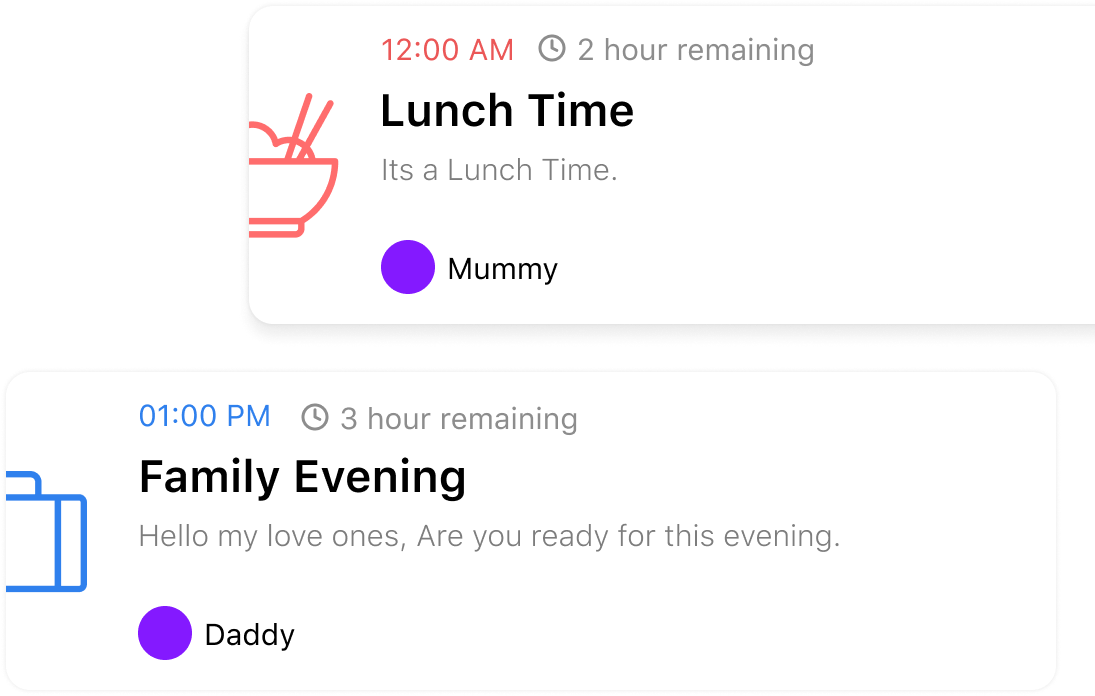 12:00 AM 2 hour remaining
Lunch Time
Its a Lunch Time.
Mummy
01:00 PM 3 hour remaining
Family Evening
Hello my love ones, Are you ready for this evening.
Daddy